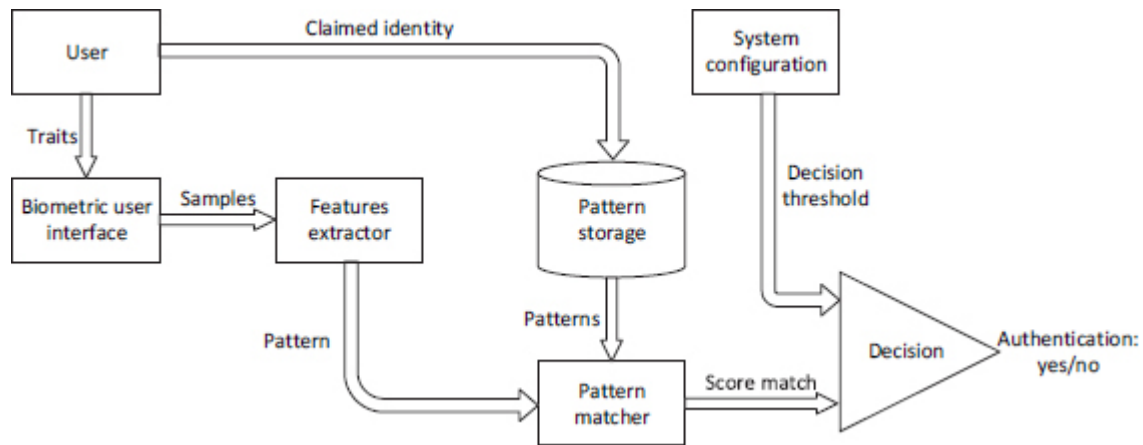 User
Claimed identity
System
configuration
Traits
Decision
threshold
Biometric user
interface
Samples
Features
extractor
Pattern
storage
Pattern
Patterns
Decision
Authentication:
yes/no
Pattern
matcher
Score match